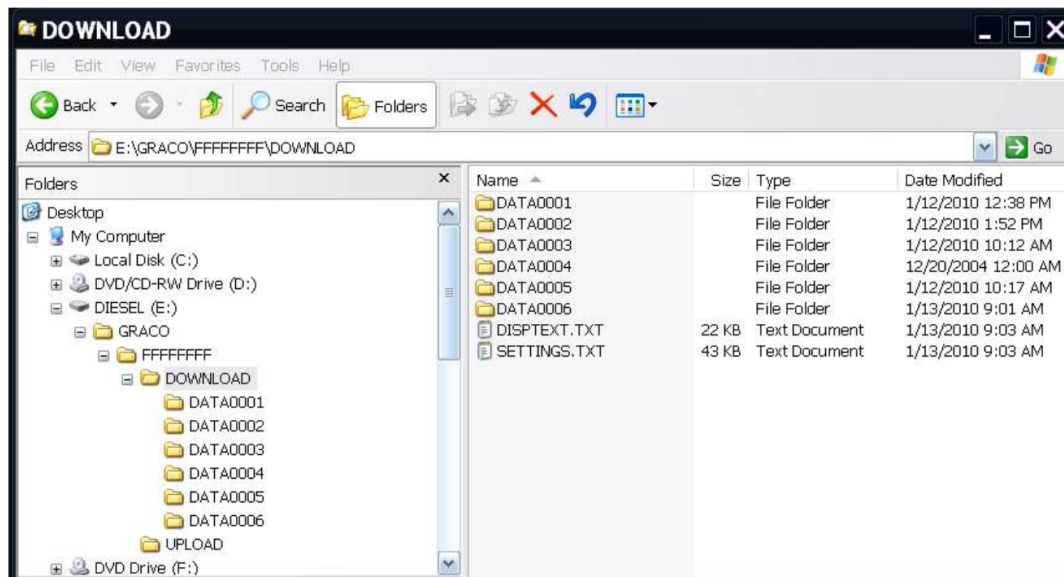 DOWNLOAD
File Edit View Favorites Tools Help
Back Search Folders
Address E:\GRACO\FFFFFFFF\DOWNLOAD Go
Folders
Desktop
My Computer
Local Disk (C:)
DVD/CD-RW Drive (D:)
DIESEL (E:)
GRACO
FFFFFFFF
DOWNLOAD
DATA0001
DATA0002
DATA0003
DATA0004
DATA0005
DATA0006
UPLOAD
DVD Drive (F:)
Name Size Type Date Modified
DATA0001 File Folder 1/12/2010 12:38 PM
DATA0002 File Folder 1/12/2010 1:52 PM
DATA0003 File Folder 1/12/2010 10:12 AM
DATA0004 File Folder 12/20/2004 12:00 AM
DATA0005 File Folder 1/12/2010 10:17 AM
DATA0006 File Folder 1/13/2010 9:01 AM
DISPTEXT.TXT 22 KB Text Document 1/13/2010 9:03 AM
SETTINGS.TXT 43 KB Text Document 1/13/2010 9:03 AM